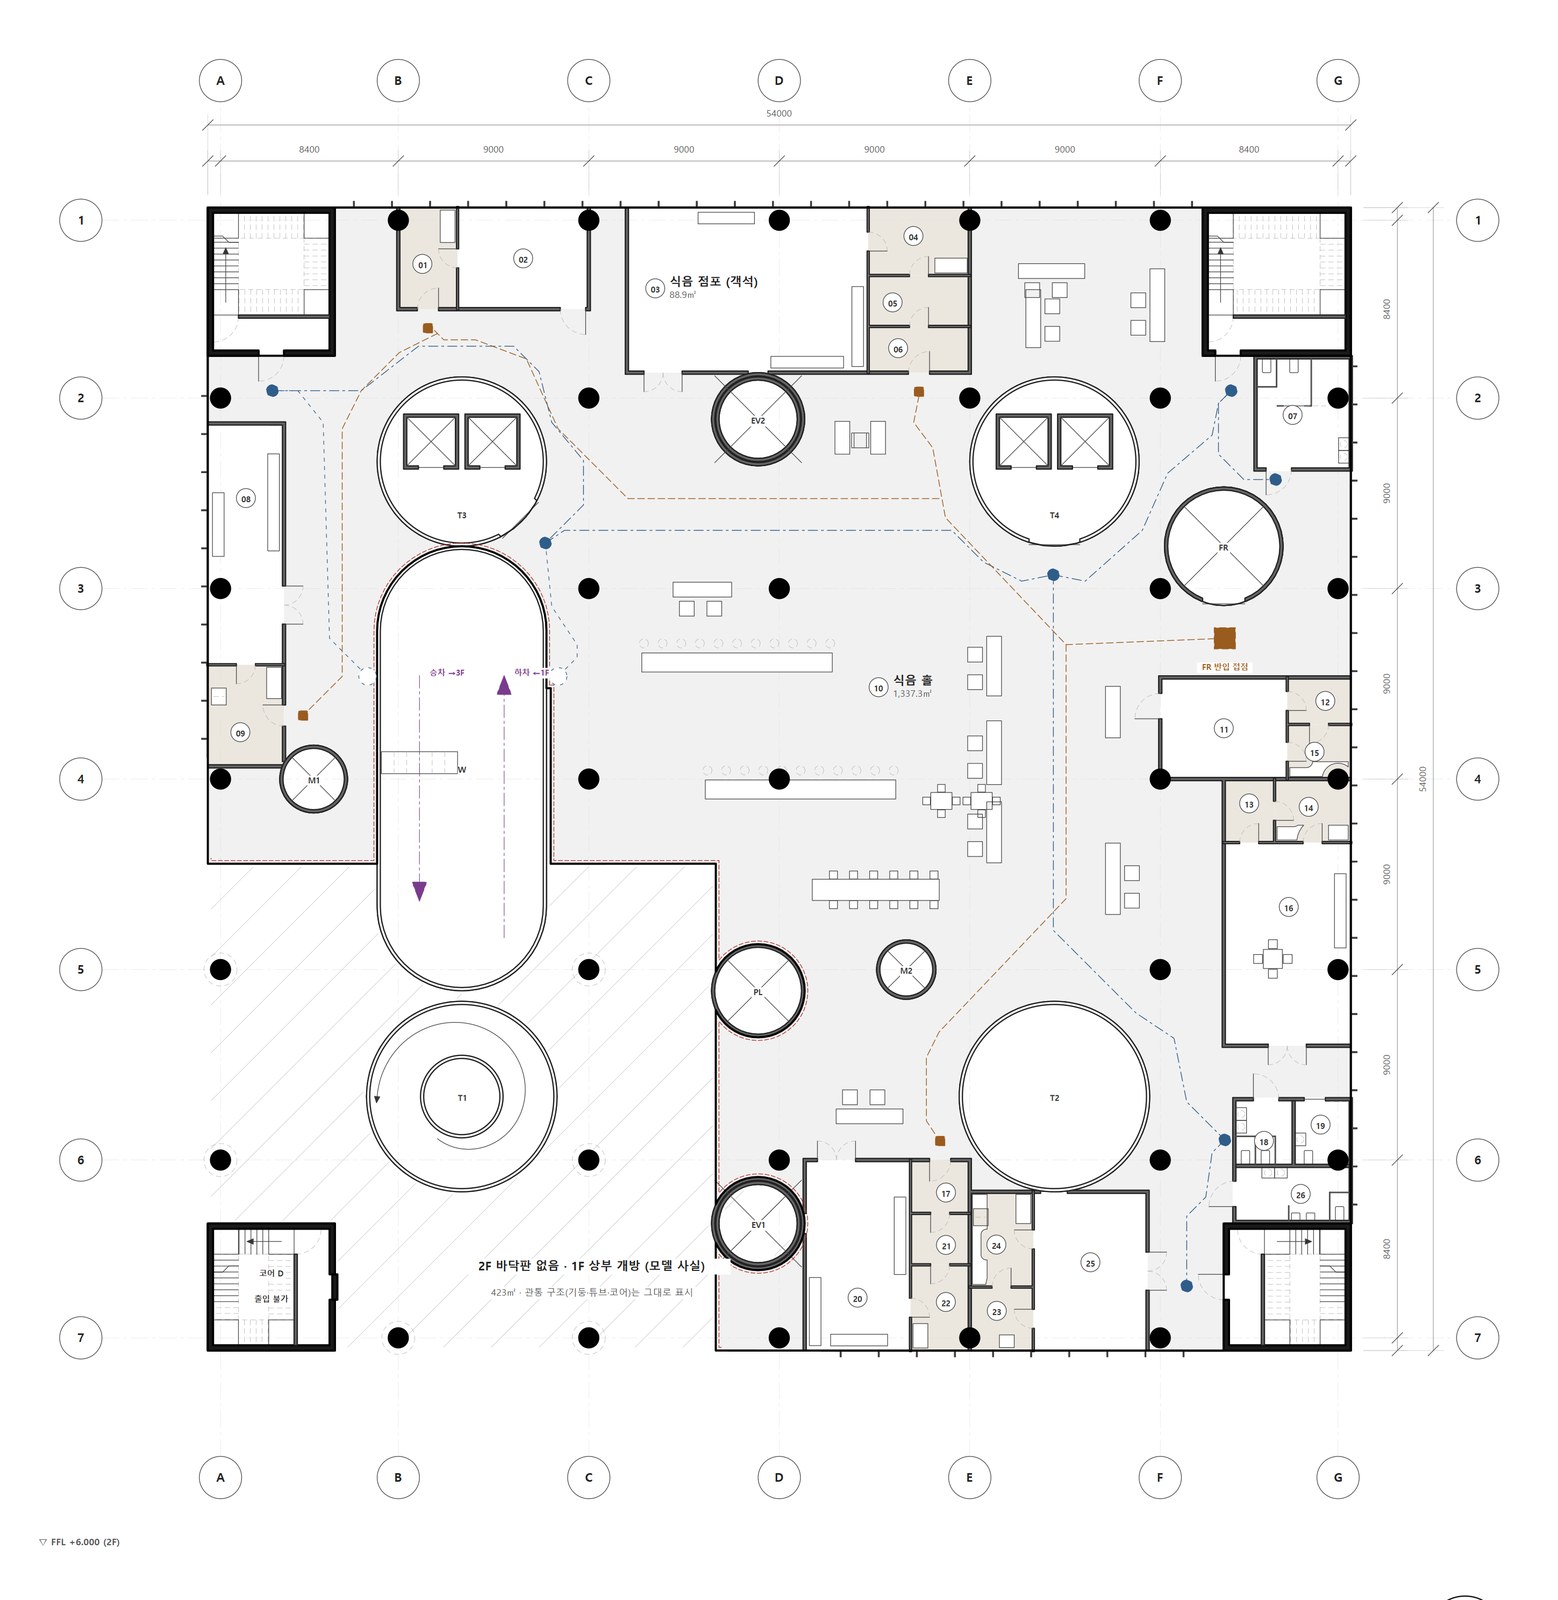 A B C D E F G
54000
8400 9000 9000 9000 9000 8400
1 1
01 02 03 식음 점포 (객석)
88.9㎡
04
05
06
8400
2 2
07
EV2
08
T3 T4
9000
FR
3 3
FR 반입 접점
승차 →3F 하차 ←1F
10 식음 홀
1,337.3㎡
9000
09
11 12
15
W
M1
4 4
54000
13 14
9000
16
5 5
PL M2
9000
T1 T2
18 19
6 6
17
26
EV1
21 24
25
2F 바닥판 없음 · 1F 상부 개방 (모델 사실)
423㎡ · 관통 구조(기둥·튜브·코어)는 그대로 표시
8400
코어 D
출입 불가
20 22 23
7 7
A B C D E F G
▽ FFL +6.000 (2F)